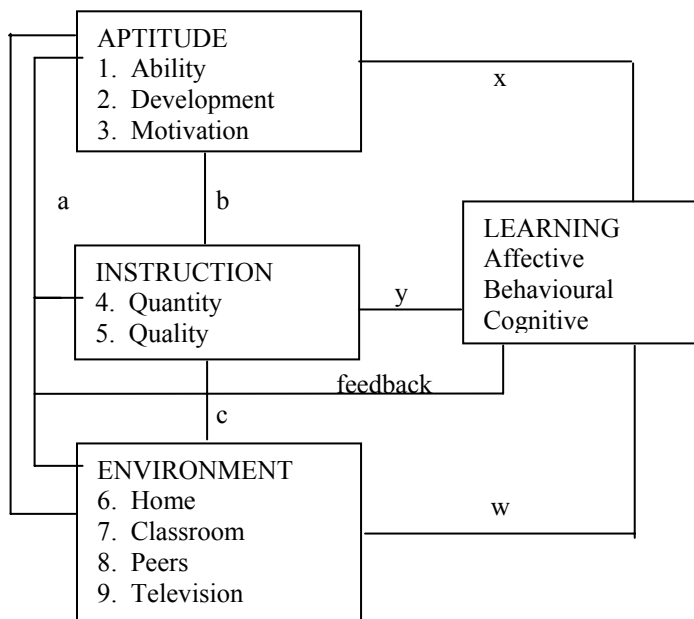 APTITUDE
1. Ability
2. Development
3. Motivation
x
a
b
INSTRUCTION
4. Quantity
5. Quality
y
LEARNING
Affective
Behavioural
Cognitive
feedback
c
ENVIRONMENT
6. Home
7. Classroom
8. Peers
9. Television
w